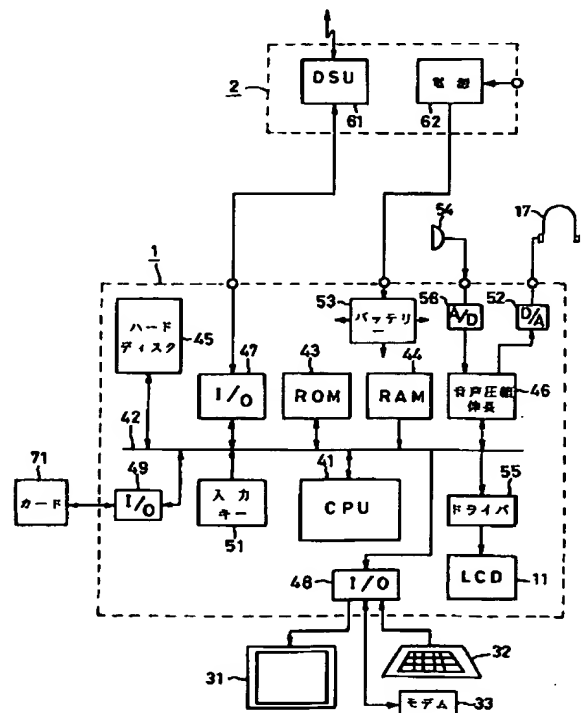 DSU
61
電源
62
2
54
17
1
ハード
ディスク
45
53
バッテリ
ー
56
A/D
52
D/A
47
I/O
43
ROM
44
RAM
音声圧縮
伸長
46
42
71
カード
49
I/O
入力
キー
51
41
CPU
55
ドライバ
LCD
11
48
I/O
31
32
モデム
33